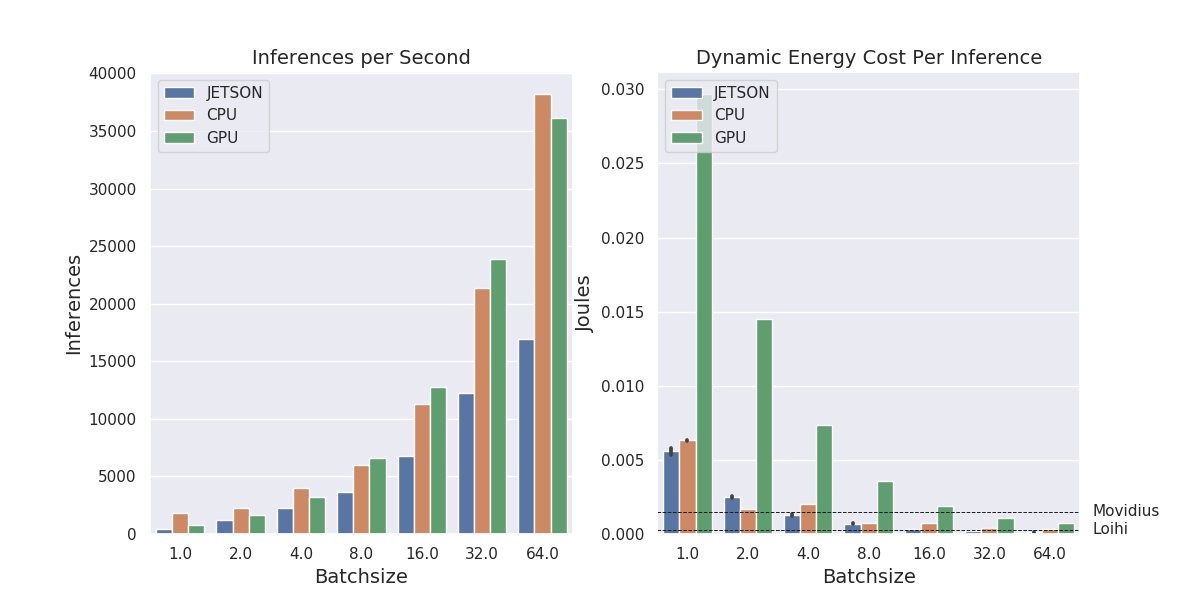 Inferences per Second
40000
35000
30000
25000
20000
15000
10000
5000
0
Inferences
JETSON
CPU
GPU
1.0 2.0 4.0 8.0 16.0 32.0 64.0
Batchsize
Dynamic Energy Cost Per Inference
0.030
0.025
0.020
0.015
0.010
0.005
0.000
Joules
JETSON
CPU
GPU
Movidius
Loihi
1.0 2.0 4.0 8.0 16.0 32.0 64.0
Batchsize